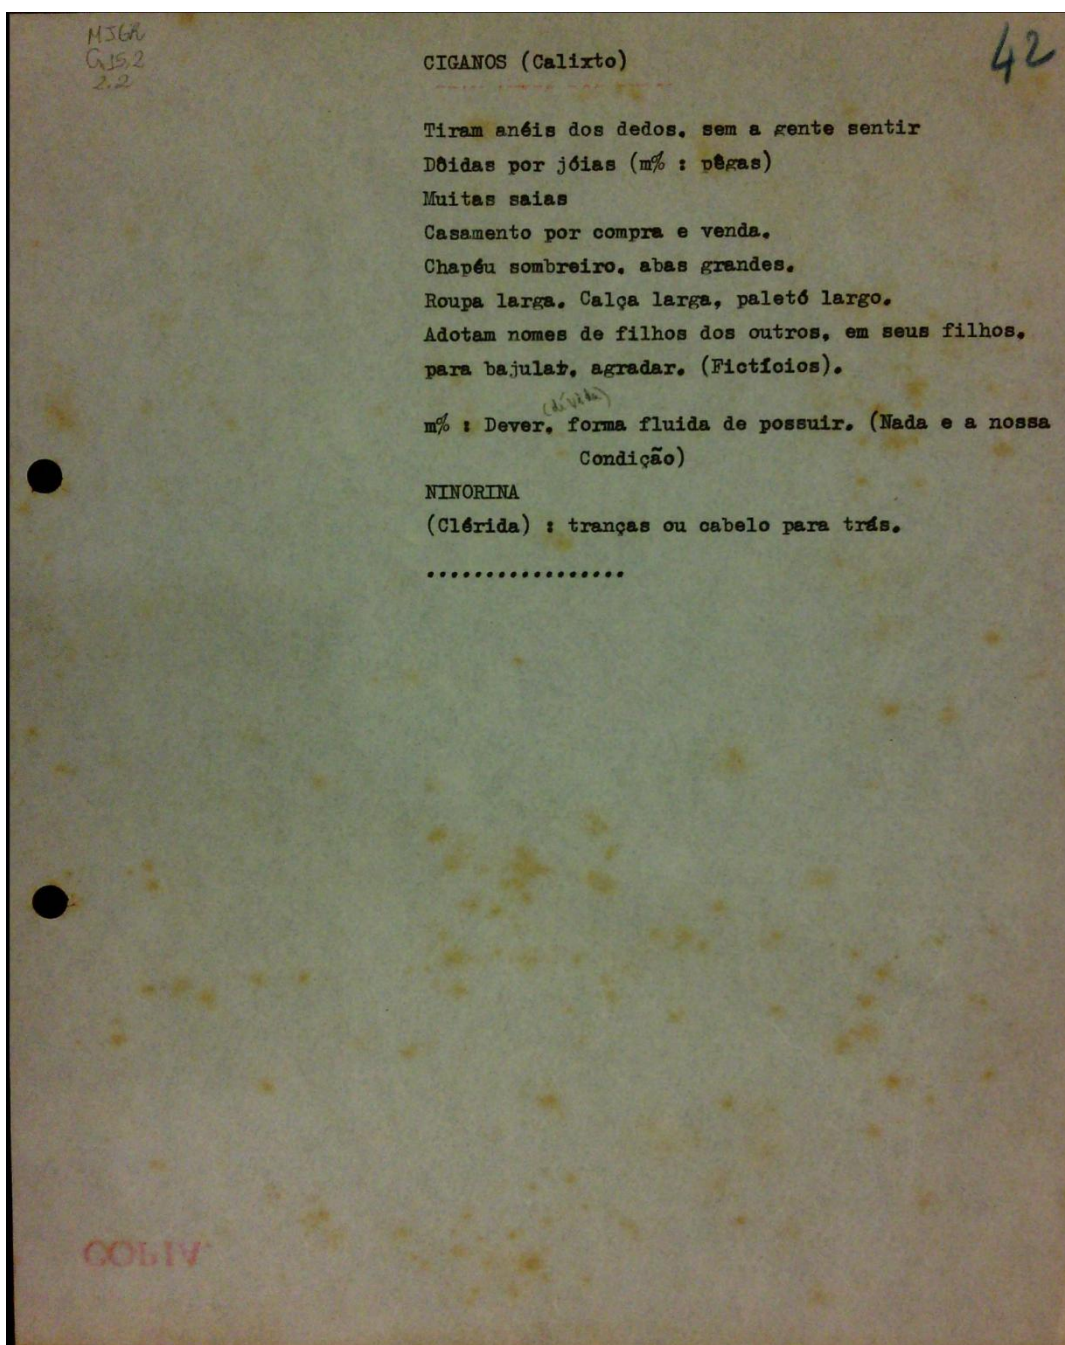 MJGR
G.15.2
2.2
42
CIGANOS (Calixto)
Tiram anéis dos dedos, sem a gente sentir
Dôidas por jóias (m% : pêgas)
Muitas saias
Casamento por compra e venda.
Chapéu sombreiro, abas grandes.
Roupa larga. Calça larga, paletó largo.
Adotam nomes de filhos dos outros, em seus filhos,
para bajular, agradar. (Fictícios).
(dívida)
m% : Dever, forma fluida de possuir. (Nada e a nossa
Condição)
NINORINA
(Clérida) : tranças ou cabelo para trás.
.................
COPIA